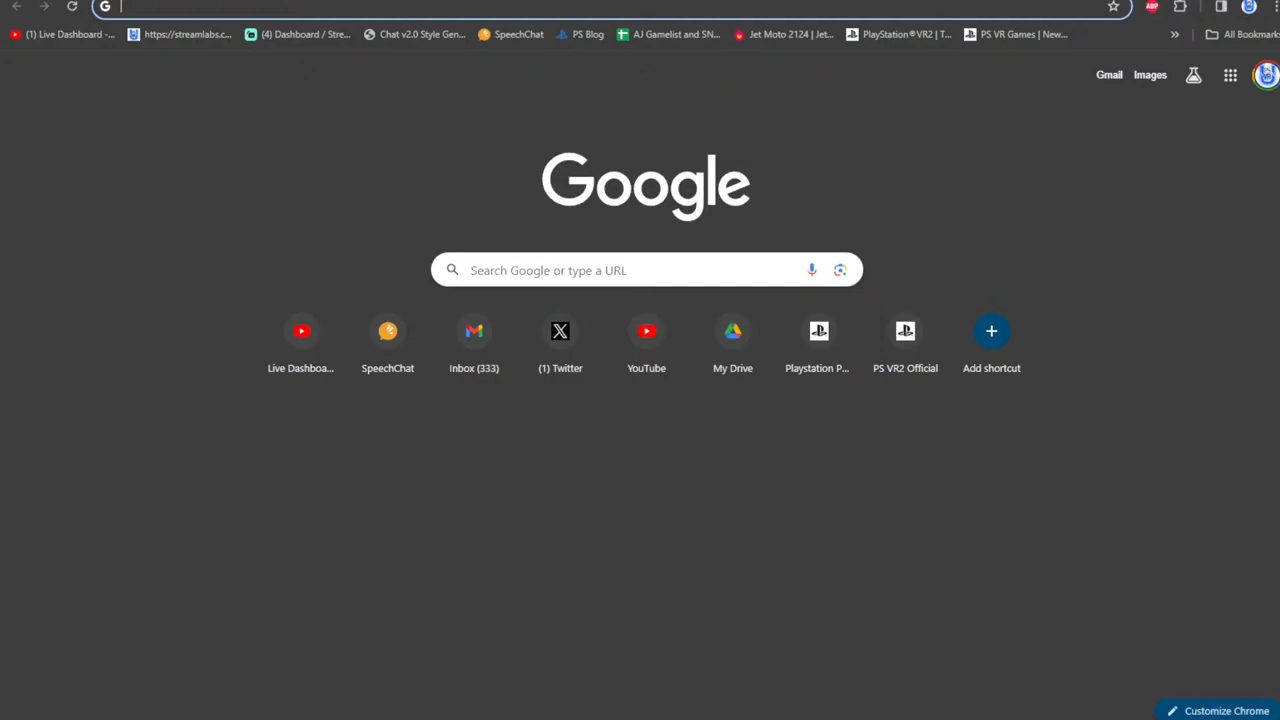 (1) Live Dashboard -... https://streamlabs.c... (4) Dashboard / Stre... Chat v2.0 Style Gen... SpeechChat PS Blog AJ Gamelist and SN... Jet Moto 2124 | Jet... PlayStation®VR2 | T... PS VR Games | New... » All Bookmarks
ABP
Gmail Images
Google
Search Google or type a URL
Live Dashboa... SpeechChat Inbox (333) (1) Twitter YouTube My Drive Playstation P... PS VR2 Official Add shortcut
Customize Chrome